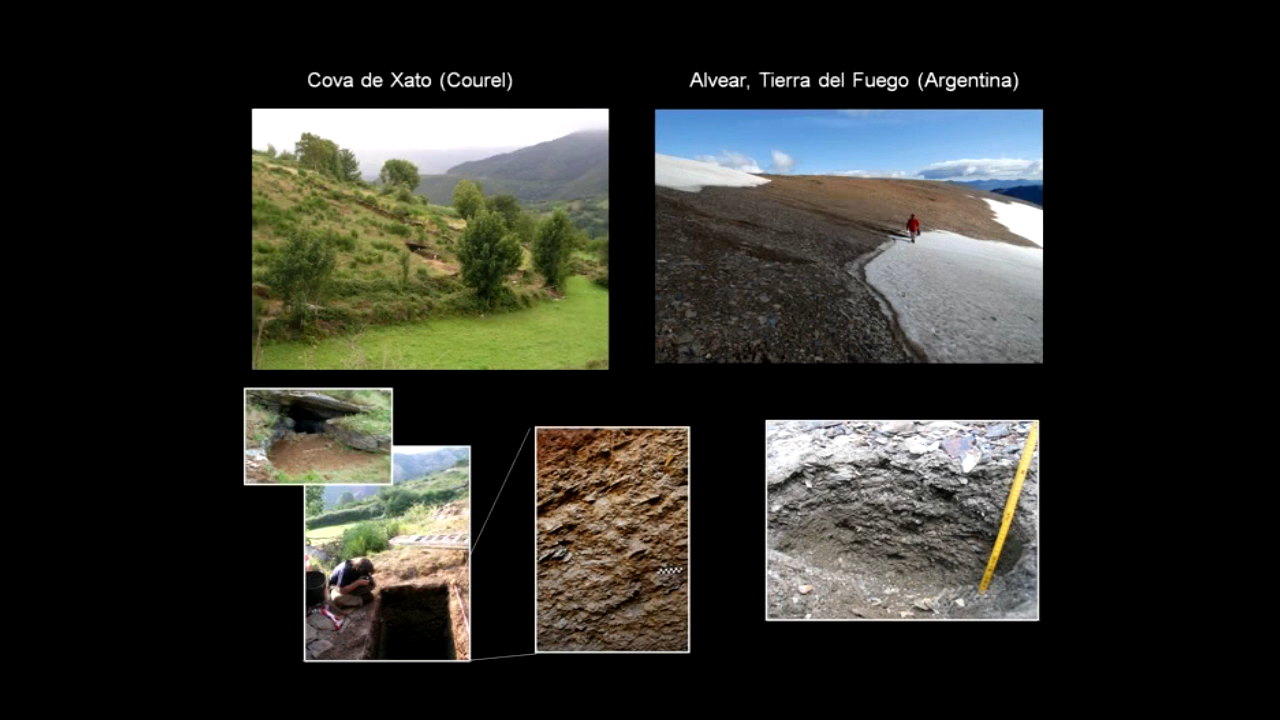 Cova de Xato (Courel)
Alvear, Tierra del Fuego (Argentina)